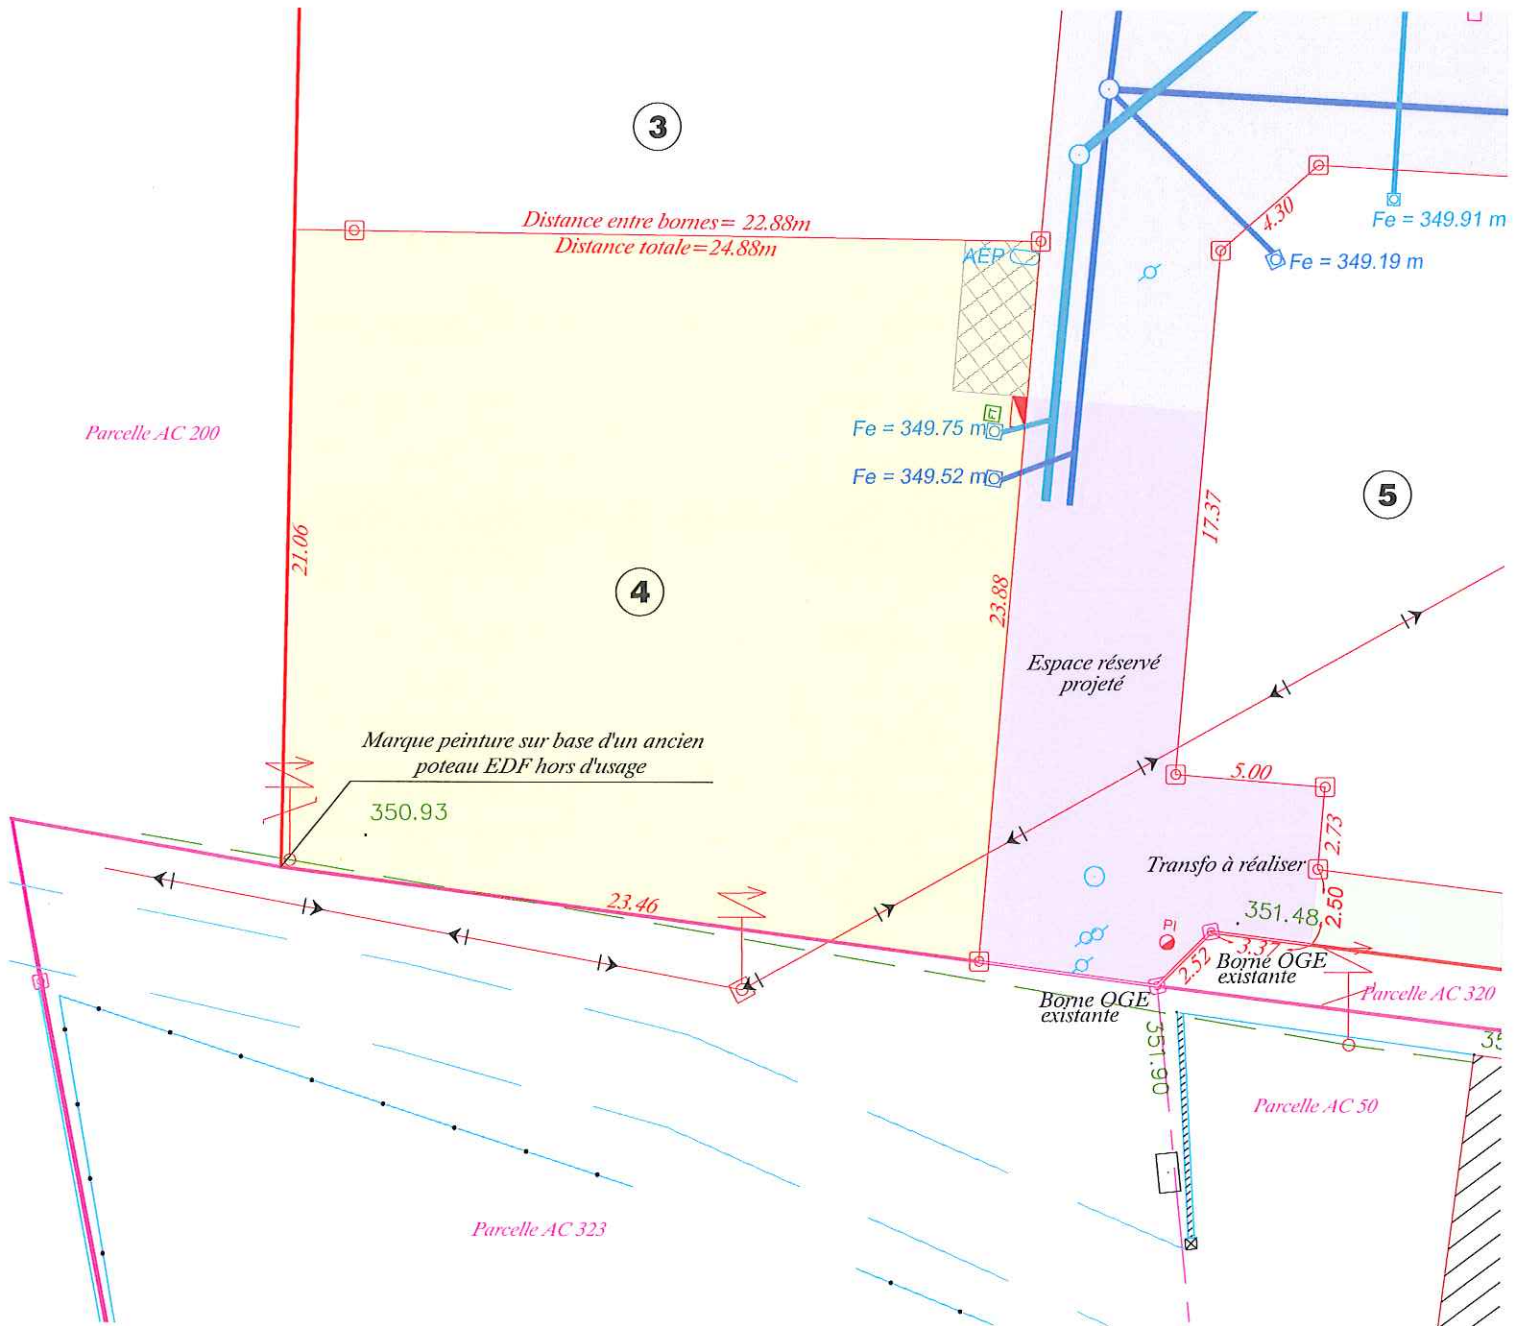 3
Distance entre bornes = 22.88m
Distance totale=24.88m
AEP
4.30
Fe = 349.91 m
Fe = 349.19 m
Parcelle AC 200
Fe = 349.75 m
Fe = 349.52 m
5
17.37
21.06
4
23.88
Espace réservé
projeté
Marque peinture sur base d'un ancien
poteau EDF hors d'usage
350.93
5.00
2.73
Transfo à réaliser
2.50
23.46
351.48
PI
3.37
2.52
Borne OGE
existante
Borne OGE
existante
Parcelle AC 320
351.90
35
Parcelle AC 50
Parcelle AC 323